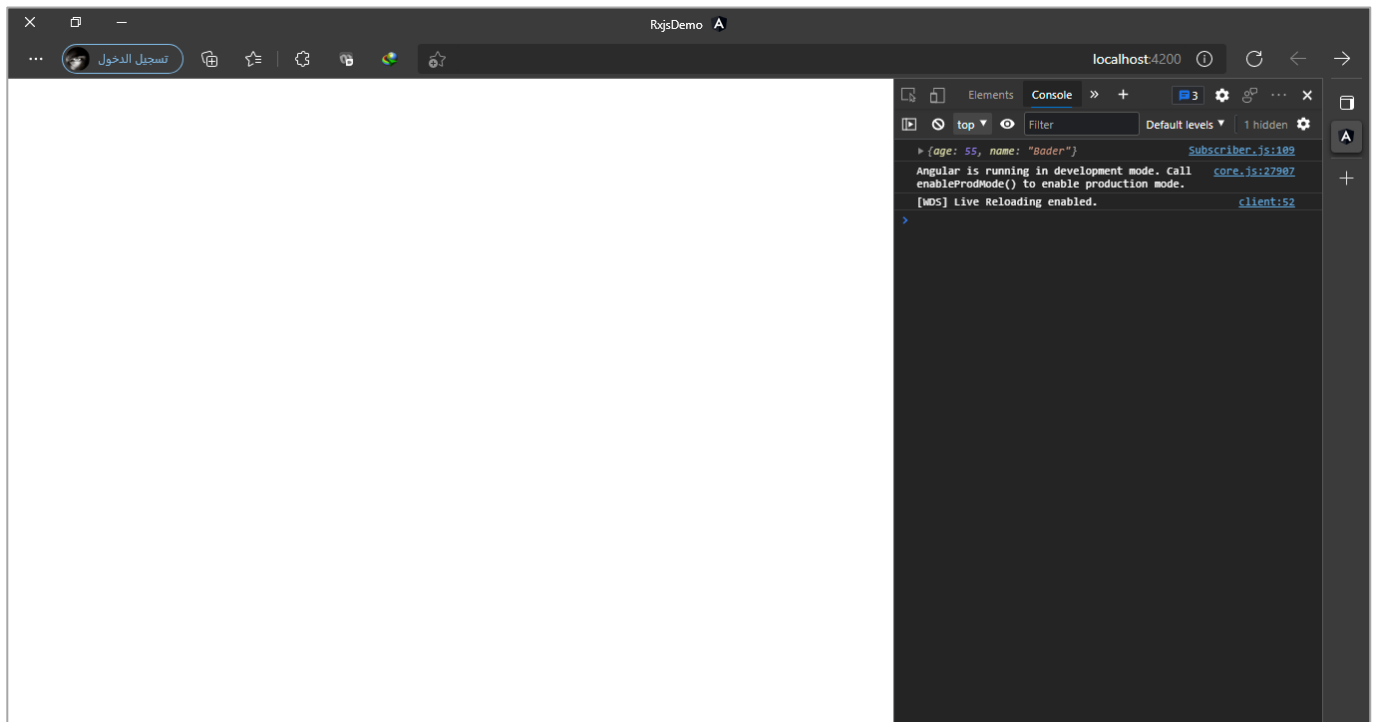 RxjsDemo
تسجيل الدخول
localhost:4200
Elements Console » + 3
top Filter Default levels 1 hidden
{age: 55, name: "Bader"} Subscriber.js:109
Angular is running in development mode. Call core.js:27907
enableProdMode() to enable production mode.
[WDS] Live Reloading enabled. client:52